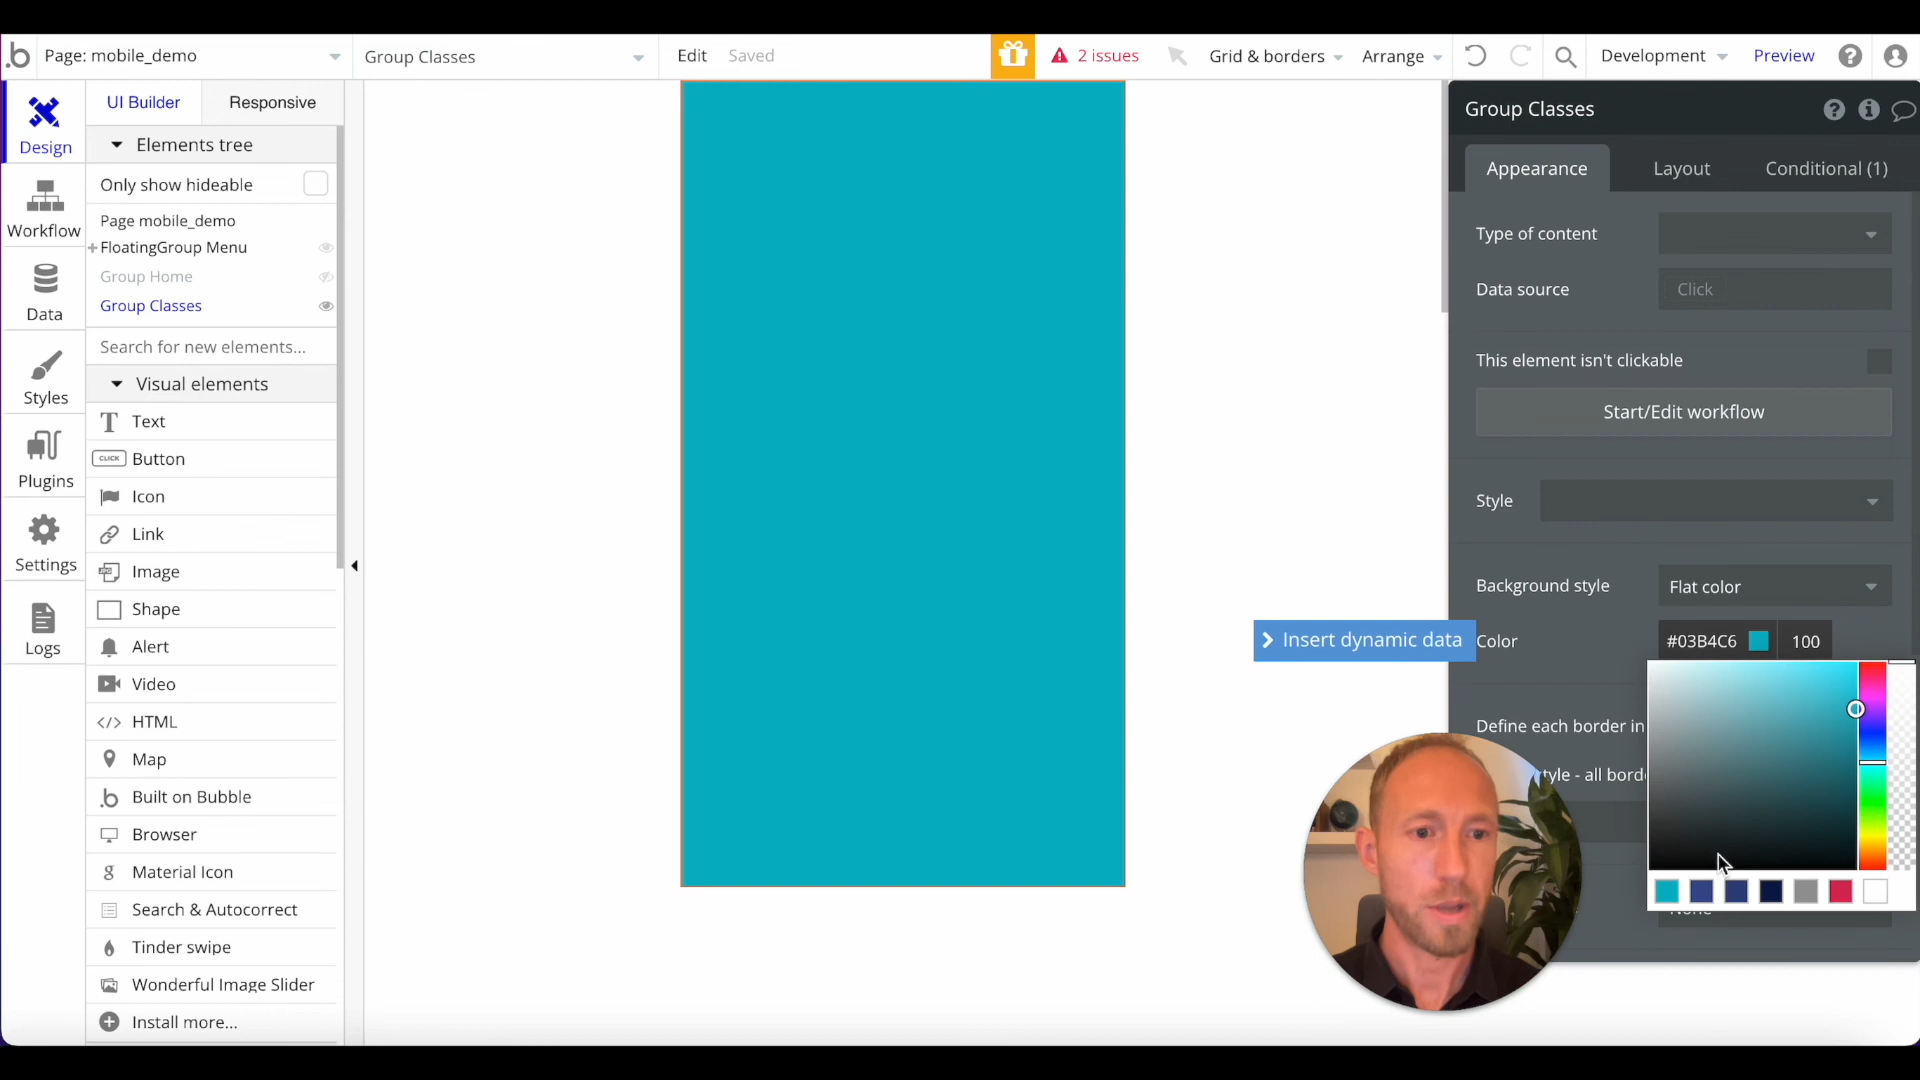 b Page: mobile_demo Group Classes Edit Saved 2 issues Grid & borders Arrange Development Preview
Design
Workflow
Data
Styles
Plugins
Settings
Logs
UI Builder Responsive
Elements tree
Only show hideable
Page mobile_demo
+FloatingGroup Menu
Group Home
Group Classes
Search for new elements...
Visual elements
Text
CLICK Button
Icon
Link
Image
Shape
Alert
Video
</> HTML
Map
Built on Bubble
Browser
g Material Icon
Search & Autocorrect
Tinder swipe
Wonderful Image Slider
Install more...
Group Classes
Appearance Layout Conditional (1)
Type of content
Data source Click
This element isn't clickable
Start/Edit workflow
Style
Background style Flat color
Insert dynamic data Color #03B4C6 100
Define each border in
tyle - all bord